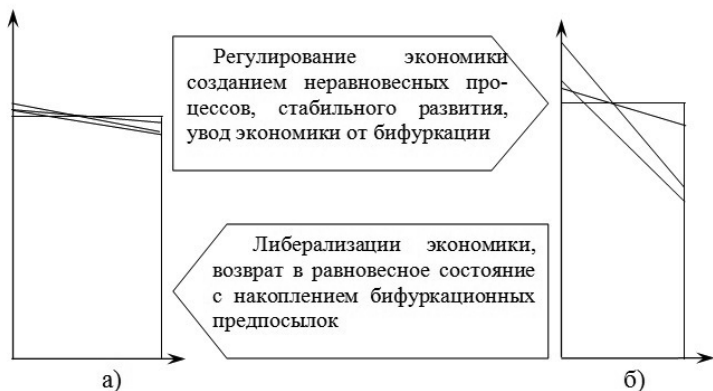 Регулирование экономики
созданием неравновесных про-
цессов, стабильного развития,
увод экономики от бифуркации
Либерализации экономики,
возврат в равновесное состояние
с накоплением бифуркационных
предпосылок
а)
б)